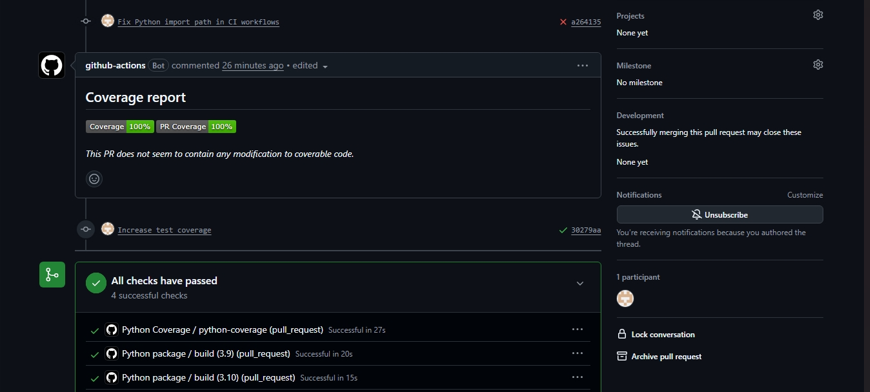 Fix Python import path in CI workflows a264135
github-actions Bot commented 26 minutes ago • edited
Coverage report
Coverage 100% PR Coverage 100%
This PR does not seem to contain any modification to coverable code.
Increase test coverage 30279aa
All checks have passed
4 successful checks
Python Coverage / python-coverage (pull_request) Successful in 27s
Python package / build (3.9) (pull_request) Successful in 20s
Python package / build (3.10) (pull_request) Successful in 15s
Projects
None yet
Milestone
No milestone
Development
Successfully merging this pull request may close these
issues.
None yet
Notifications Customize
Unsubscribe
You're receiving notifications because you authored the
thread.
1 participant
Lock conversation
Archive pull request